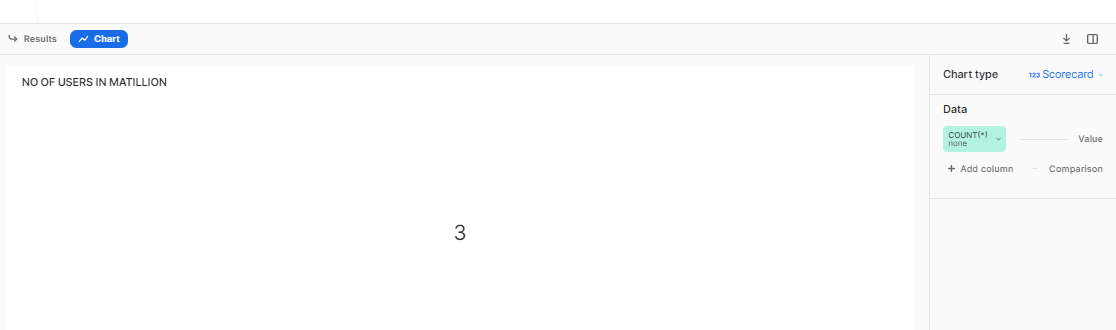 Results
Chart
NO OF USERS IN MATILLION
3
Chart type
123 Scorecard
Data
COUNT(*)
none
Value
+ Add column
Comparison